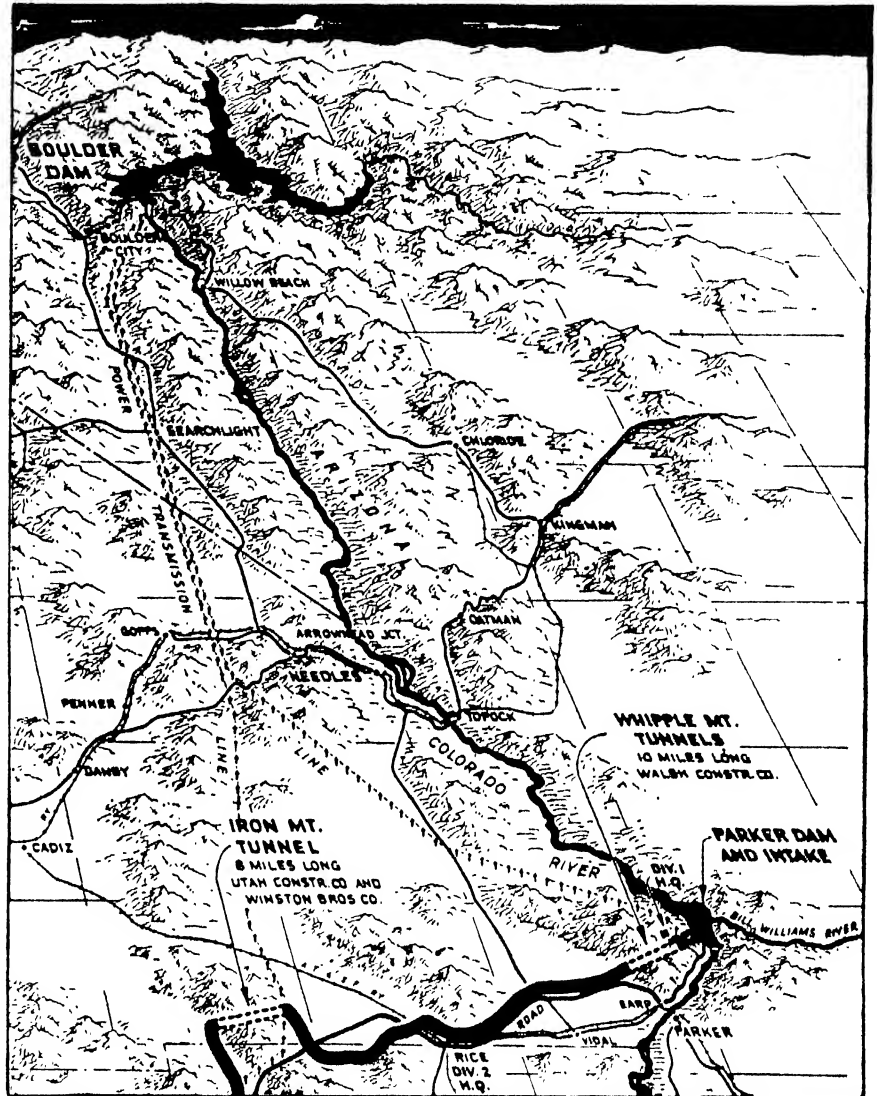 BOULDER
DAM
BOULDER
CITY
WILLOW BEACH
POWER
SEARCHLIGHT
ARIZONA
CHLORIDE
KINGMAN
TRANSMISSION
OATMAN
GOFFS
ARROWHEAD JCT.
NEEDLES
FENNER
TOPOCK
WHIPPLE MT.
TUNNELS
10 MILES LONG
WALSH CONSTR. CO.
LINE
LINE
COLORADO
DANBY
RY
CADIZ
IRON MT.
TUNNEL
8 MILES LONG
UTAH CONSTR. CO AND
WINSTON BROS CO.
PARKER DAM
AND INTAKE
RIVER
DIV. 1
H.Q.
BILL WILLIAMS RIVER
RY
ROAD
EARP
VIDAL
PARKER
RICE
DIV. 2
H.Q.